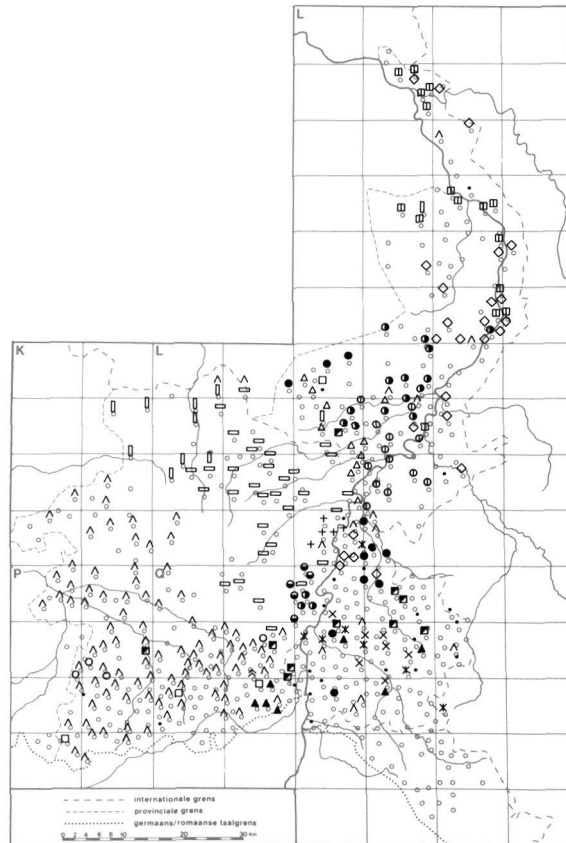 L
K L
P Q
internationale grens
provinciale grens
germaans/romaanse taalgrens
0 2 4 6 8 10 20 30 Km